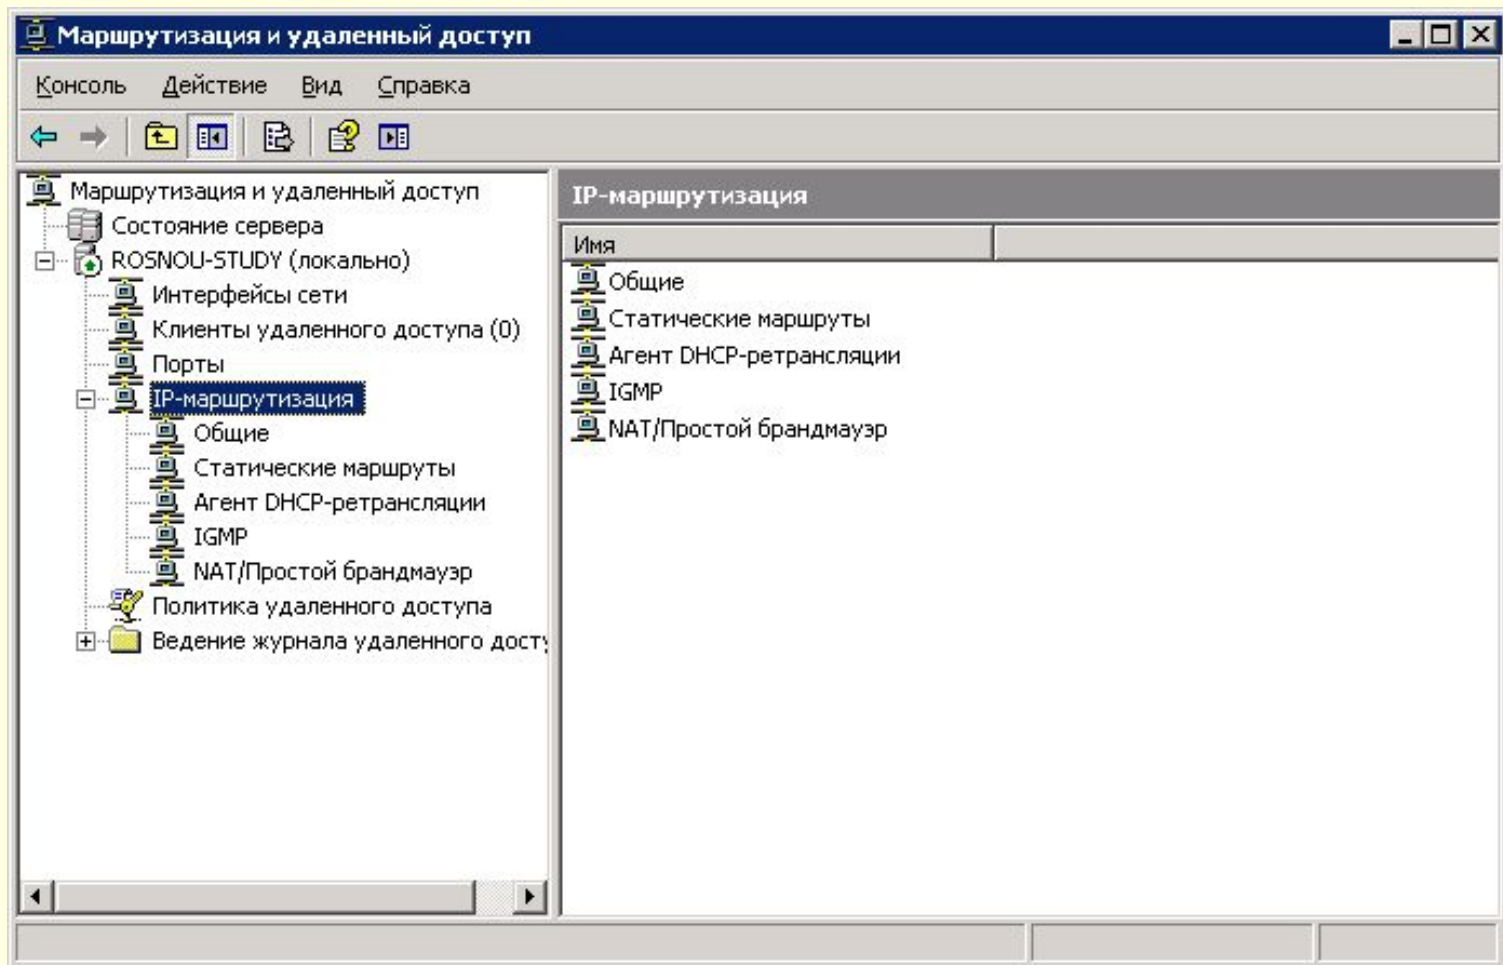 Маршрутизация и удаленный доступ
Консоль Действие Вид Справка
Маршрутизация и удаленный доступ
Состояние сервера
ROSNOU-STUDY (локально)
Интерфейсы сети
Клиенты удаленного доступа (0)
Порты
IP-маршрутизация
Общие
Статические маршруты
Агент DHCP-ретрансляции
IGMP
NAT/Простой брандмауэр
Политика удаленного доступа
Ведение журнала удаленного досту
IP-маршрутизация
Имя
Общие
Статические маршруты
Агент DHCP-ретрансляции
IGMP
NAT/Простой брандмауэр